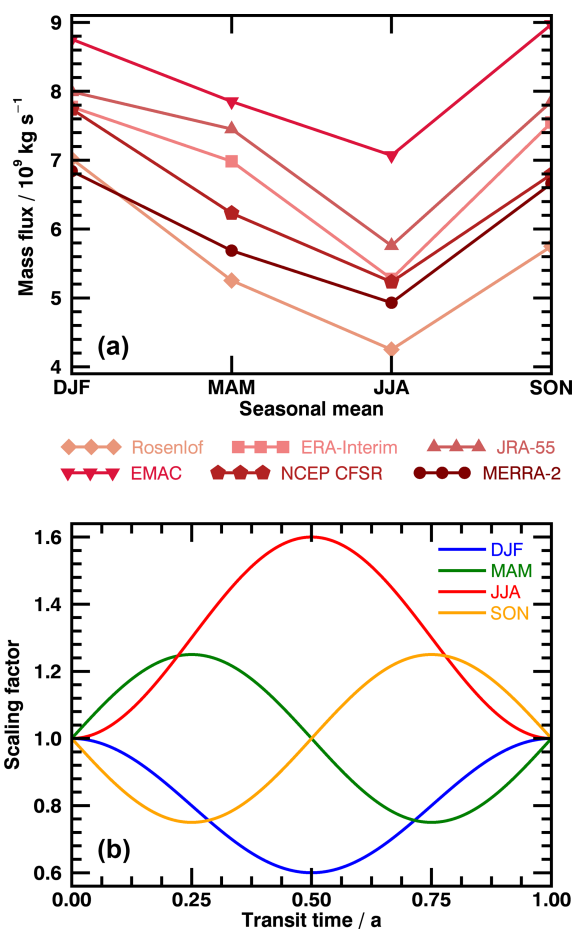 9
8
7
6
5
4
Mass flux / 10⁹ kg s⁻¹
(a)
DJF MAM JJA SON
Seasonal mean
Rosenlof ERA-Interim JRA-55
EMAC NCEP CFSR MERRA-2
1.6
1.4
1.2
1.0
0.8
0.6
Scaling factor
DJF
MAM
JJA
SON
(b)
0.00 0.25 0.50 0.75 1.00
Transit time / a